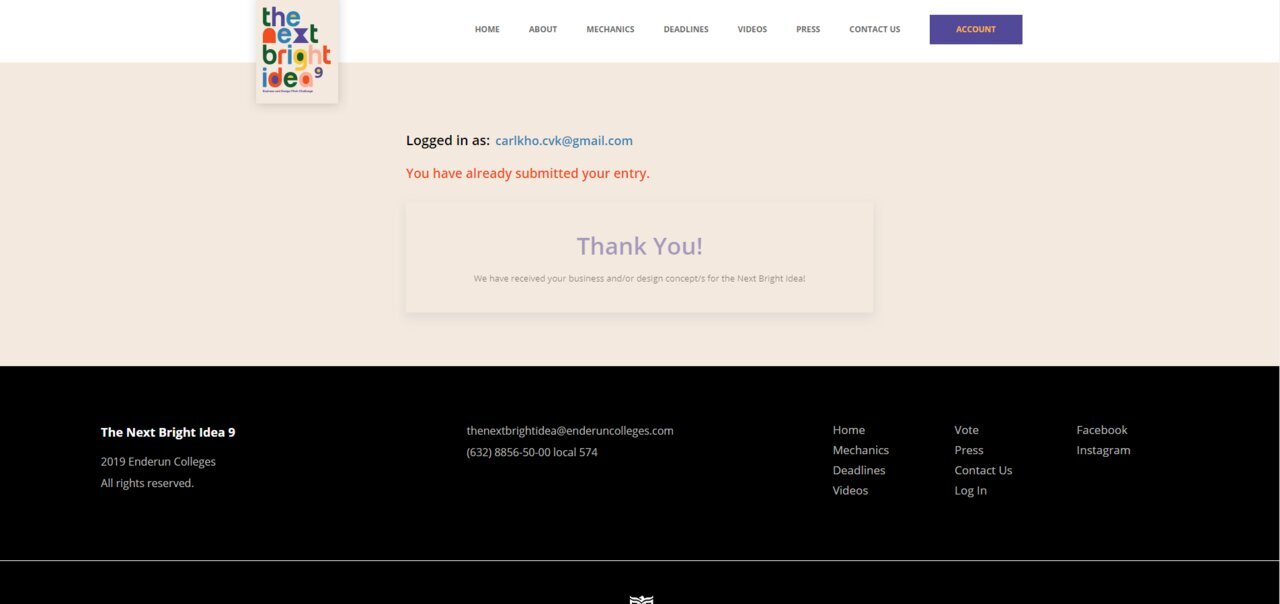 the
next
bright
idea9
Business and Design Pitch Challenge
HOME ABOUT MECHANICS DEADLINES VIDEOS PRESS CONTACT US ACCOUNT
Logged in as: carlkho.cvk@gmail.com
You have already submitted your entry.
Thank You!
We have received your business and/or design concept/s for the Next Bright Idea!
The Next Bright Idea 9
2019 Enderun Colleges
All rights reserved.
thenextbrightidea@enderuncolleges.com
(632) 8856-50-00 local 574
Home
Mechanics
Deadlines
Videos
Vote
Press
Contact Us
Log In
Facebook
Instagram